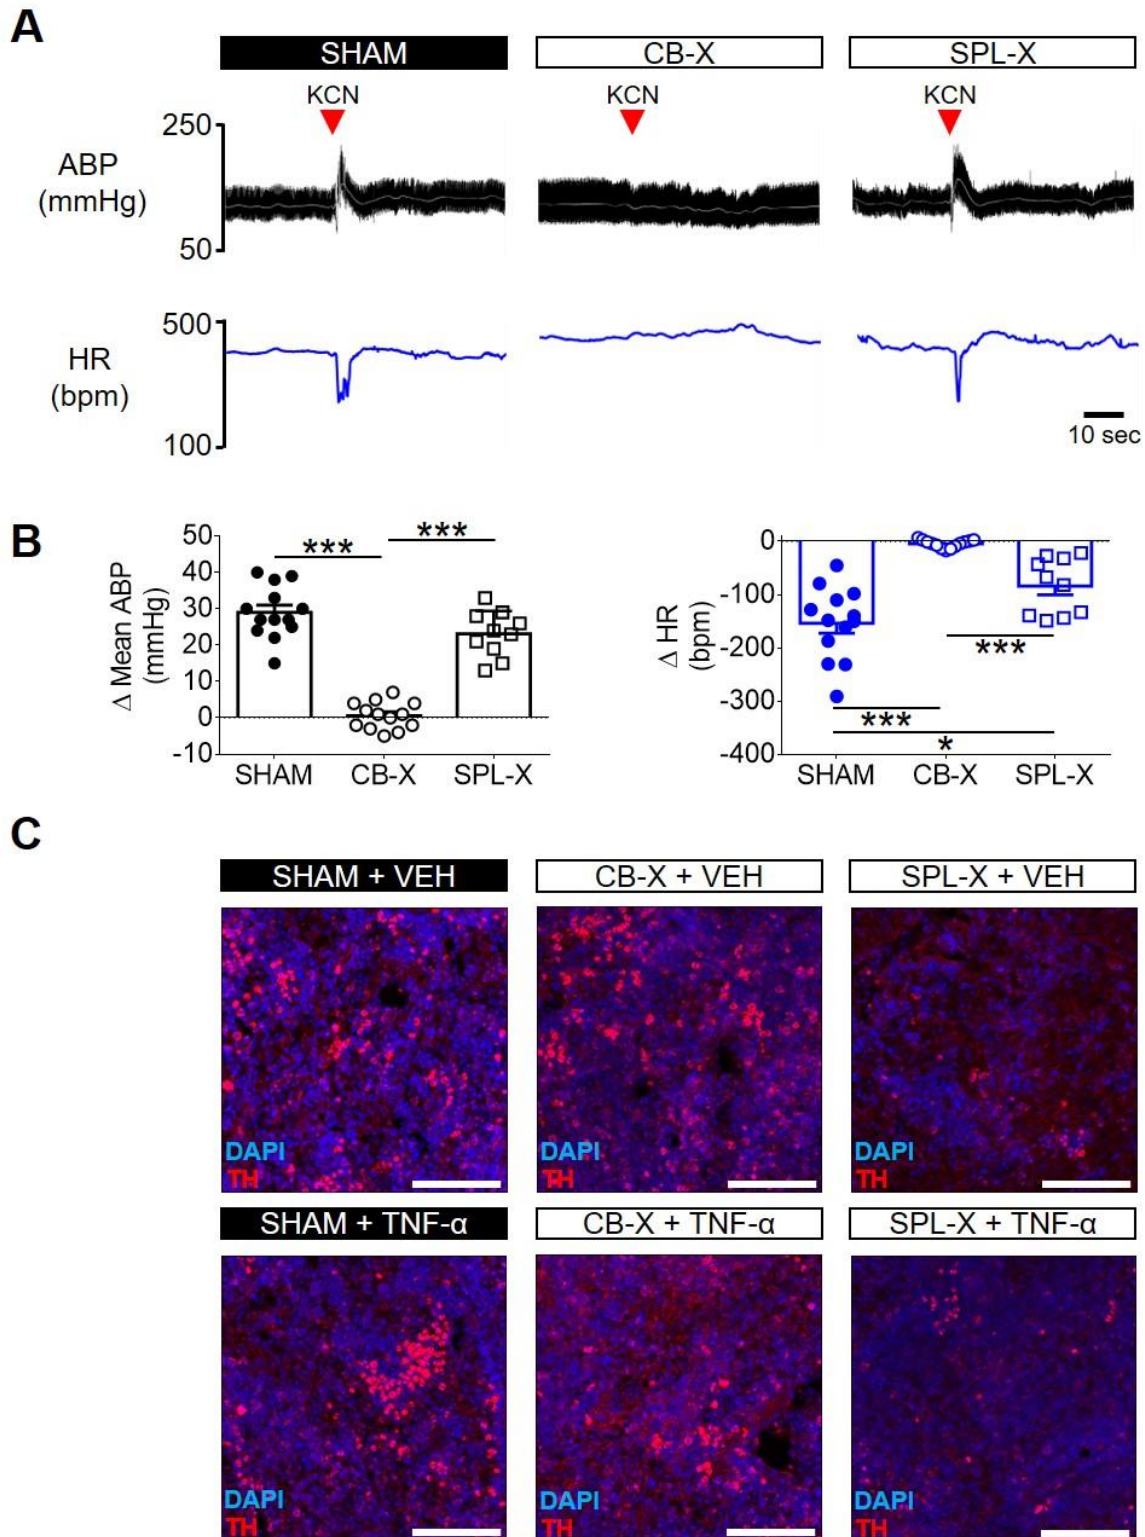 A
SHAM CB-X SPL-X
KCN KCN KCN
250
ABP
(mmHg)
50
500
HR
(bpm)
100
10 sec
B
50
40
30
20
10
0
-10
Δ Mean ABP
(mmHg)
*** ***
SHAM CB-X SPL-X
0
-100
-200
-300
-400
Δ HR
(bpm)
***
***
*
SHAM CB-X SPL-X
C
SHAM + VEH CB-X + VEH SPL-X + VEH
DAPI DAPI DAPI
TH TH TH
SHAM + TNF-α CB-X + TNF-α SPL-X + TNF-α
DAPI DAPI DAPI
TH TH TH